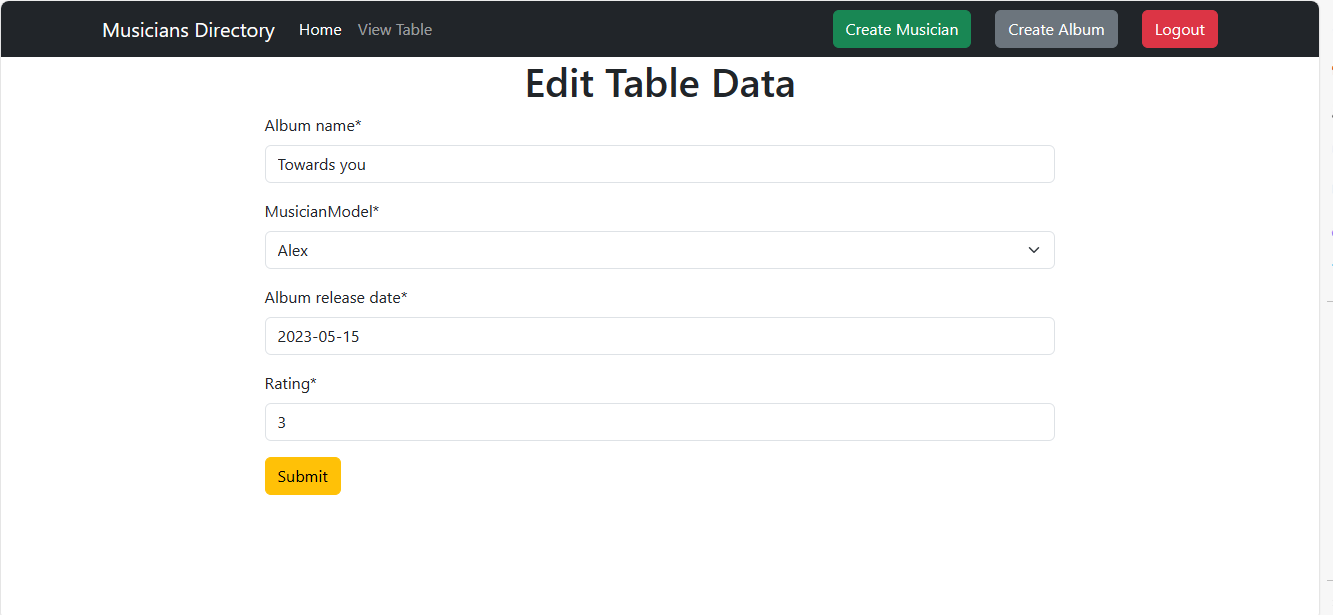 Musicians Directory Home View Table Create Musician Create Album Logout
Edit Table Data
Album name*
Towards you
MusicianModel*
Alex
Album release date*
2023-05-15
Rating*
3
Submit